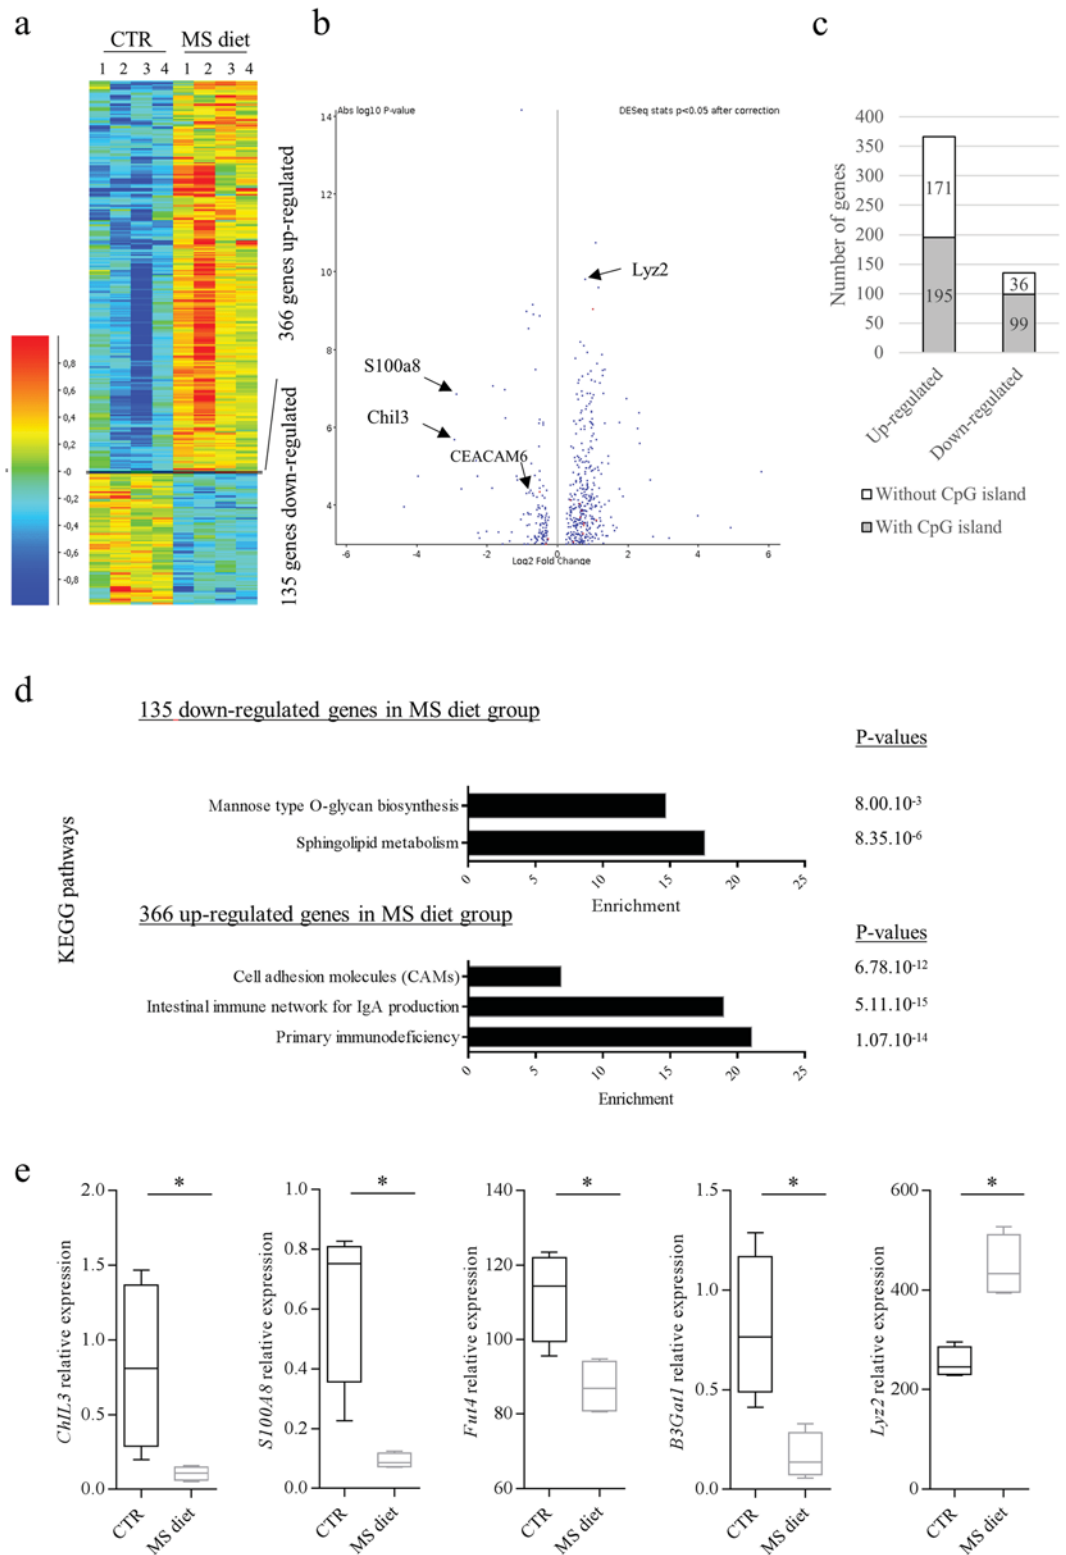 a
CTR MS diet
1 2 3 4 1 2 3 4
366 genes up-regulated
135 genes down-regulated
0,8
0,6
0,4
0,2
-0
-0,2
-0,4
-0,6
-0,8
b
Abs log10 P-value
DESeq stats p<0.05 after correction
14
12
10
8
6
4
Lyz2
S100a8
Chil3
CEACAM6
-6 -4 -2 0 2 4 6
Log2 Fold Change
c
Number of genes
400
350
300
250
200
150
100
50
0
171
195
36
99
Up-regulated
Down-regulated
Without CpG island
With CpG island
d
KEGG pathways
135 down-regulated genes in MS diet group
P-values
Mannose type O-glycan biosynthesis
8.00.10-3
Sphingolipid metabolism
8.35.10-6
0 5 10 15 20 25
Enrichment
366 up-regulated genes in MS diet group
P-values
Cell adhesion molecules (CAMs)
6.78.10-12
Intestinal immune network for IgA production
5.11.10-15
Primary immunodeficiency
1.07.10-14
0 5 10 15 20 25
Enrichment
e
ChIL3 relative expression
2.0
1.5
1.0
0.5
0.0
*
CTR
MS diet
S100A8 relative expression
1.0
0.8
0.6
0.4
0.2
0.0
*
CTR
MS diet
Fut4 relative expression
140
120
100
80
60
*
CTR
MS diet
B3Gat1 relative expression
1.5
1.0
0.5
0.0
*
CTR
MS diet
Lyz2 relative expression
600
400
200
0
*
CTR
MS diet